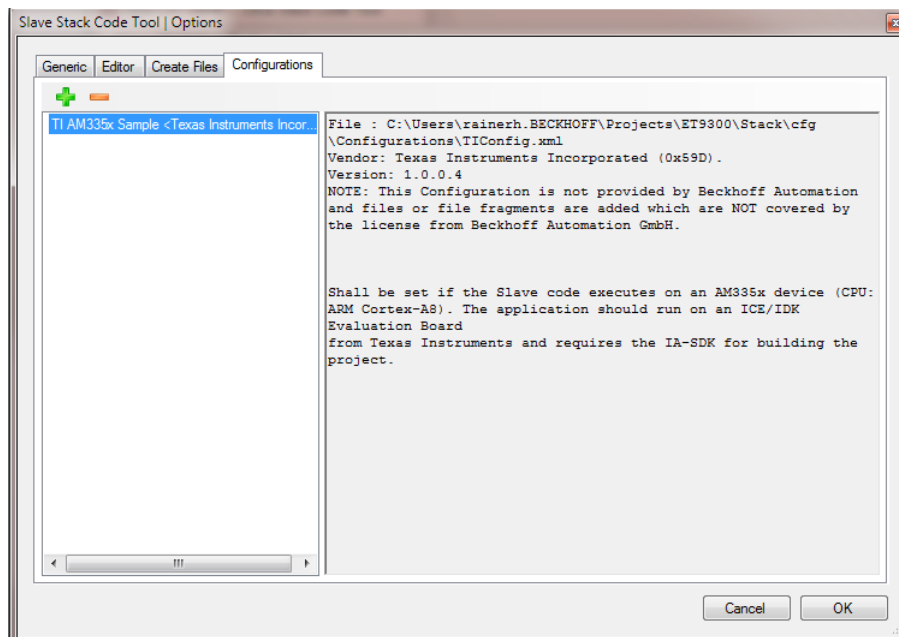 Slave Stack Code Tool | Options
Generic Editor Create Files Configurations
TI AM335x Sample <Texas Instruments Incor...
File : C:\Users\rainerh.BECKHOFF\Projects\ET9300\Stack\cfg
\Configurations\TIConfig.xml
Vendor: Texas Instruments Incorporated (0x59D).
Version: 1.0.0.4
NOTE: This Configuration is not provided by Beckhoff Automation
and files or file fragments are added which are NOT covered by
the license from Beckhoff Automation GmbH.
Shall be set if the Slave code executes on an AM335x device (CPU:
ARM Cortex-A8). The application should run on an ICE/IDK
Evaluation Board
from Texas Instruments and requires the IA-SDK for building the
project.
Cancel OK